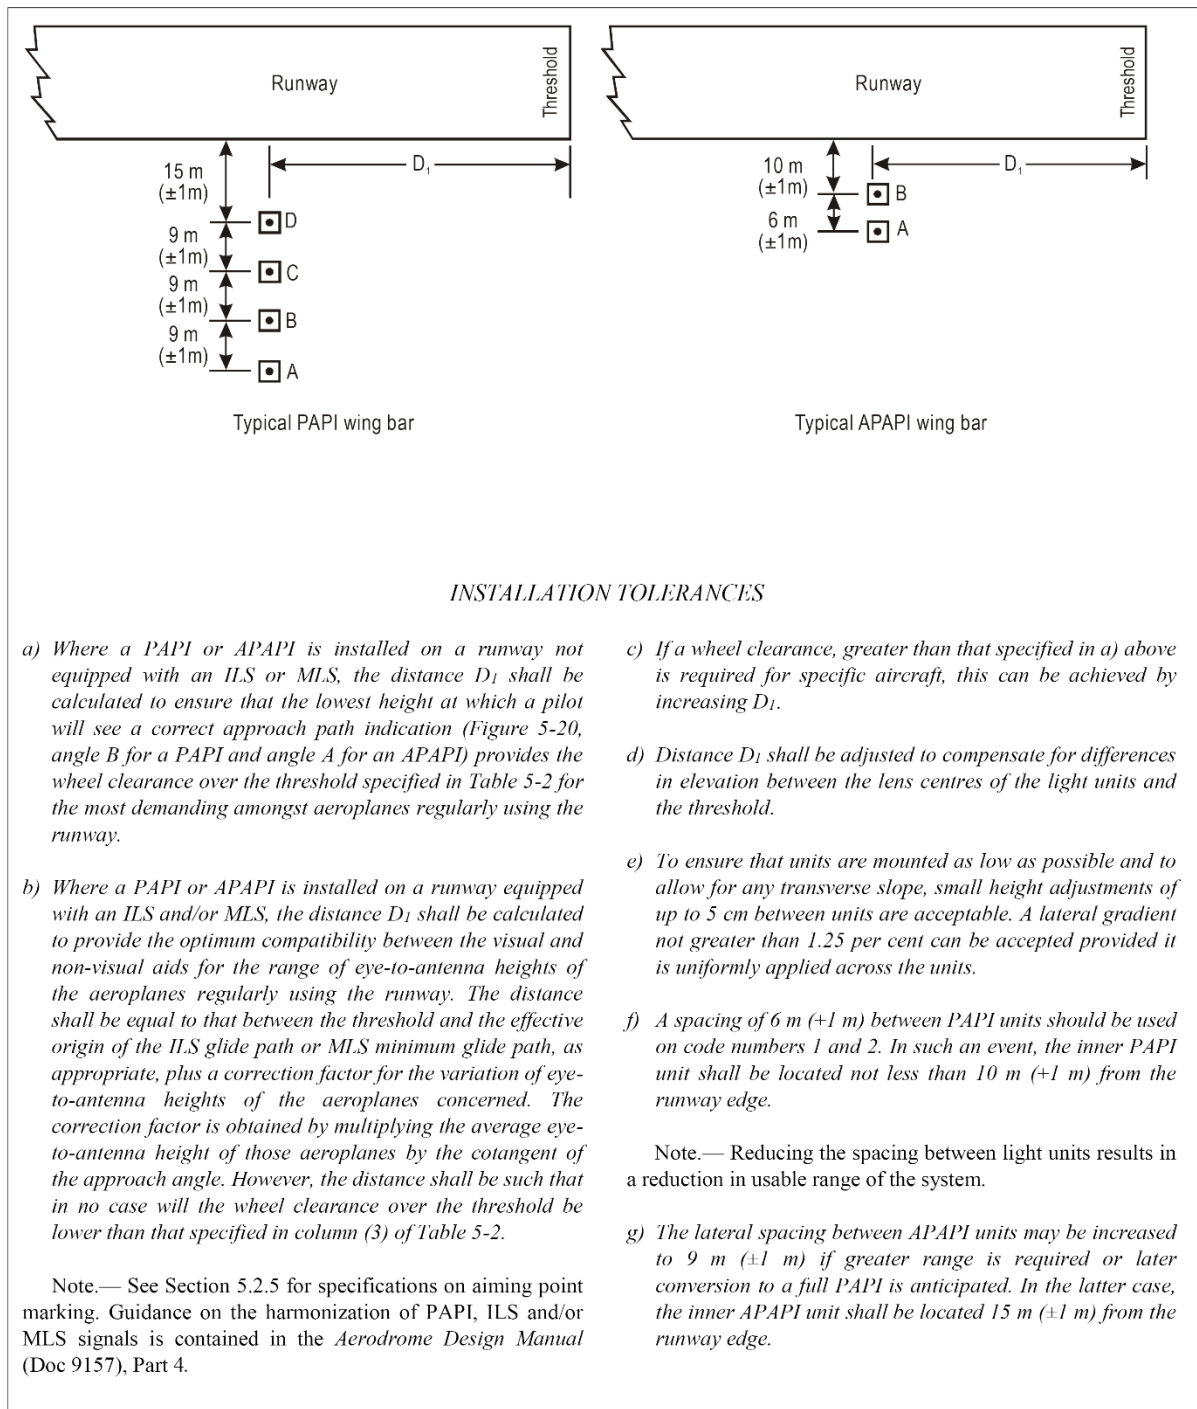 Runway
Threshold
15 m
(±1m)
D1
D
9 m
(±1m)
C
9 m
(±1m)
B
9 m
(±1m)
A
Typical PAPI wing bar
Runway
Threshold
10 m
(±1m)
D1
B
6 m
(±1m)
A
Typical APAPI wing bar
INSTALLATION TOLERANCES
a) Where a PAPI or APAPI is installed on a runway not
equipped with an ILS or MLS, the distance D1 shall be
calculated to ensure that the lowest height at which a pilot
will see a correct approach path indication (Figure 5-20,
angle B for a PAPI and angle A for an APAPI) provides the
wheel clearance over the threshold specified in Table 5-2 for
the most demanding amongst aeroplanes regularly using the
runway.
b) Where a PAPI or APAPI is installed on a runway equipped
with an ILS and/or MLS, the distance D1 shall be calculated
to provide the optimum compatibility between the visual and
non-visual aids for the range of eye-to-antenna heights of
the aeroplanes regularly using the runway. The distance
shall be equal to that between the threshold and the effective
origin of the ILS glide path or MLS minimum glide path, as
appropriate, plus a correction factor for the variation of eye-
to-antenna heights of the aeroplanes concerned. The
correction factor is obtained by multiplying the average eye-
to-antenna height of those aeroplanes by the cotangent of
the approach angle. However, the distance shall be such that
in no case will the wheel clearance over the threshold be
lower than that specified in column (3) of Table 5-2.
Note.— See Section 5.2.5 for specifications on aiming point
marking. Guidance on the harmonization of PAPI, ILS and/or
MLS signals is contained in the Aerodrome Design Manual
(Doc 9157), Part 4.
c) If a wheel clearance, greater than that specified in a) above
is required for specific aircraft, this can be achieved by
increasing D1.
d) Distance D1 shall be adjusted to compensate for differences
in elevation between the lens centres of the light units and
the threshold.
e) To ensure that units are mounted as low as possible and to
allow for any transverse slope, small height adjustments of
up to 5 cm between units are acceptable. A lateral gradient
not greater than 1.25 per cent can be accepted provided it
is uniformly applied across the units.
f) A spacing of 6 m (+1 m) between PAPI units should be used
on code numbers 1 and 2. In such an event, the inner PAPI
unit shall be located not less than 10 m (+1 m) from the
runway edge.
Note.— Reducing the spacing between light units results in
a reduction in usable range of the system.
g) The lateral spacing between APAPI units may be increased
to 9 m (±1 m) if greater range is required or later
conversion to a full PAPI is anticipated. In the latter case,
the inner APAPI unit shall be located 15 m (±1 m) from the
runway edge.